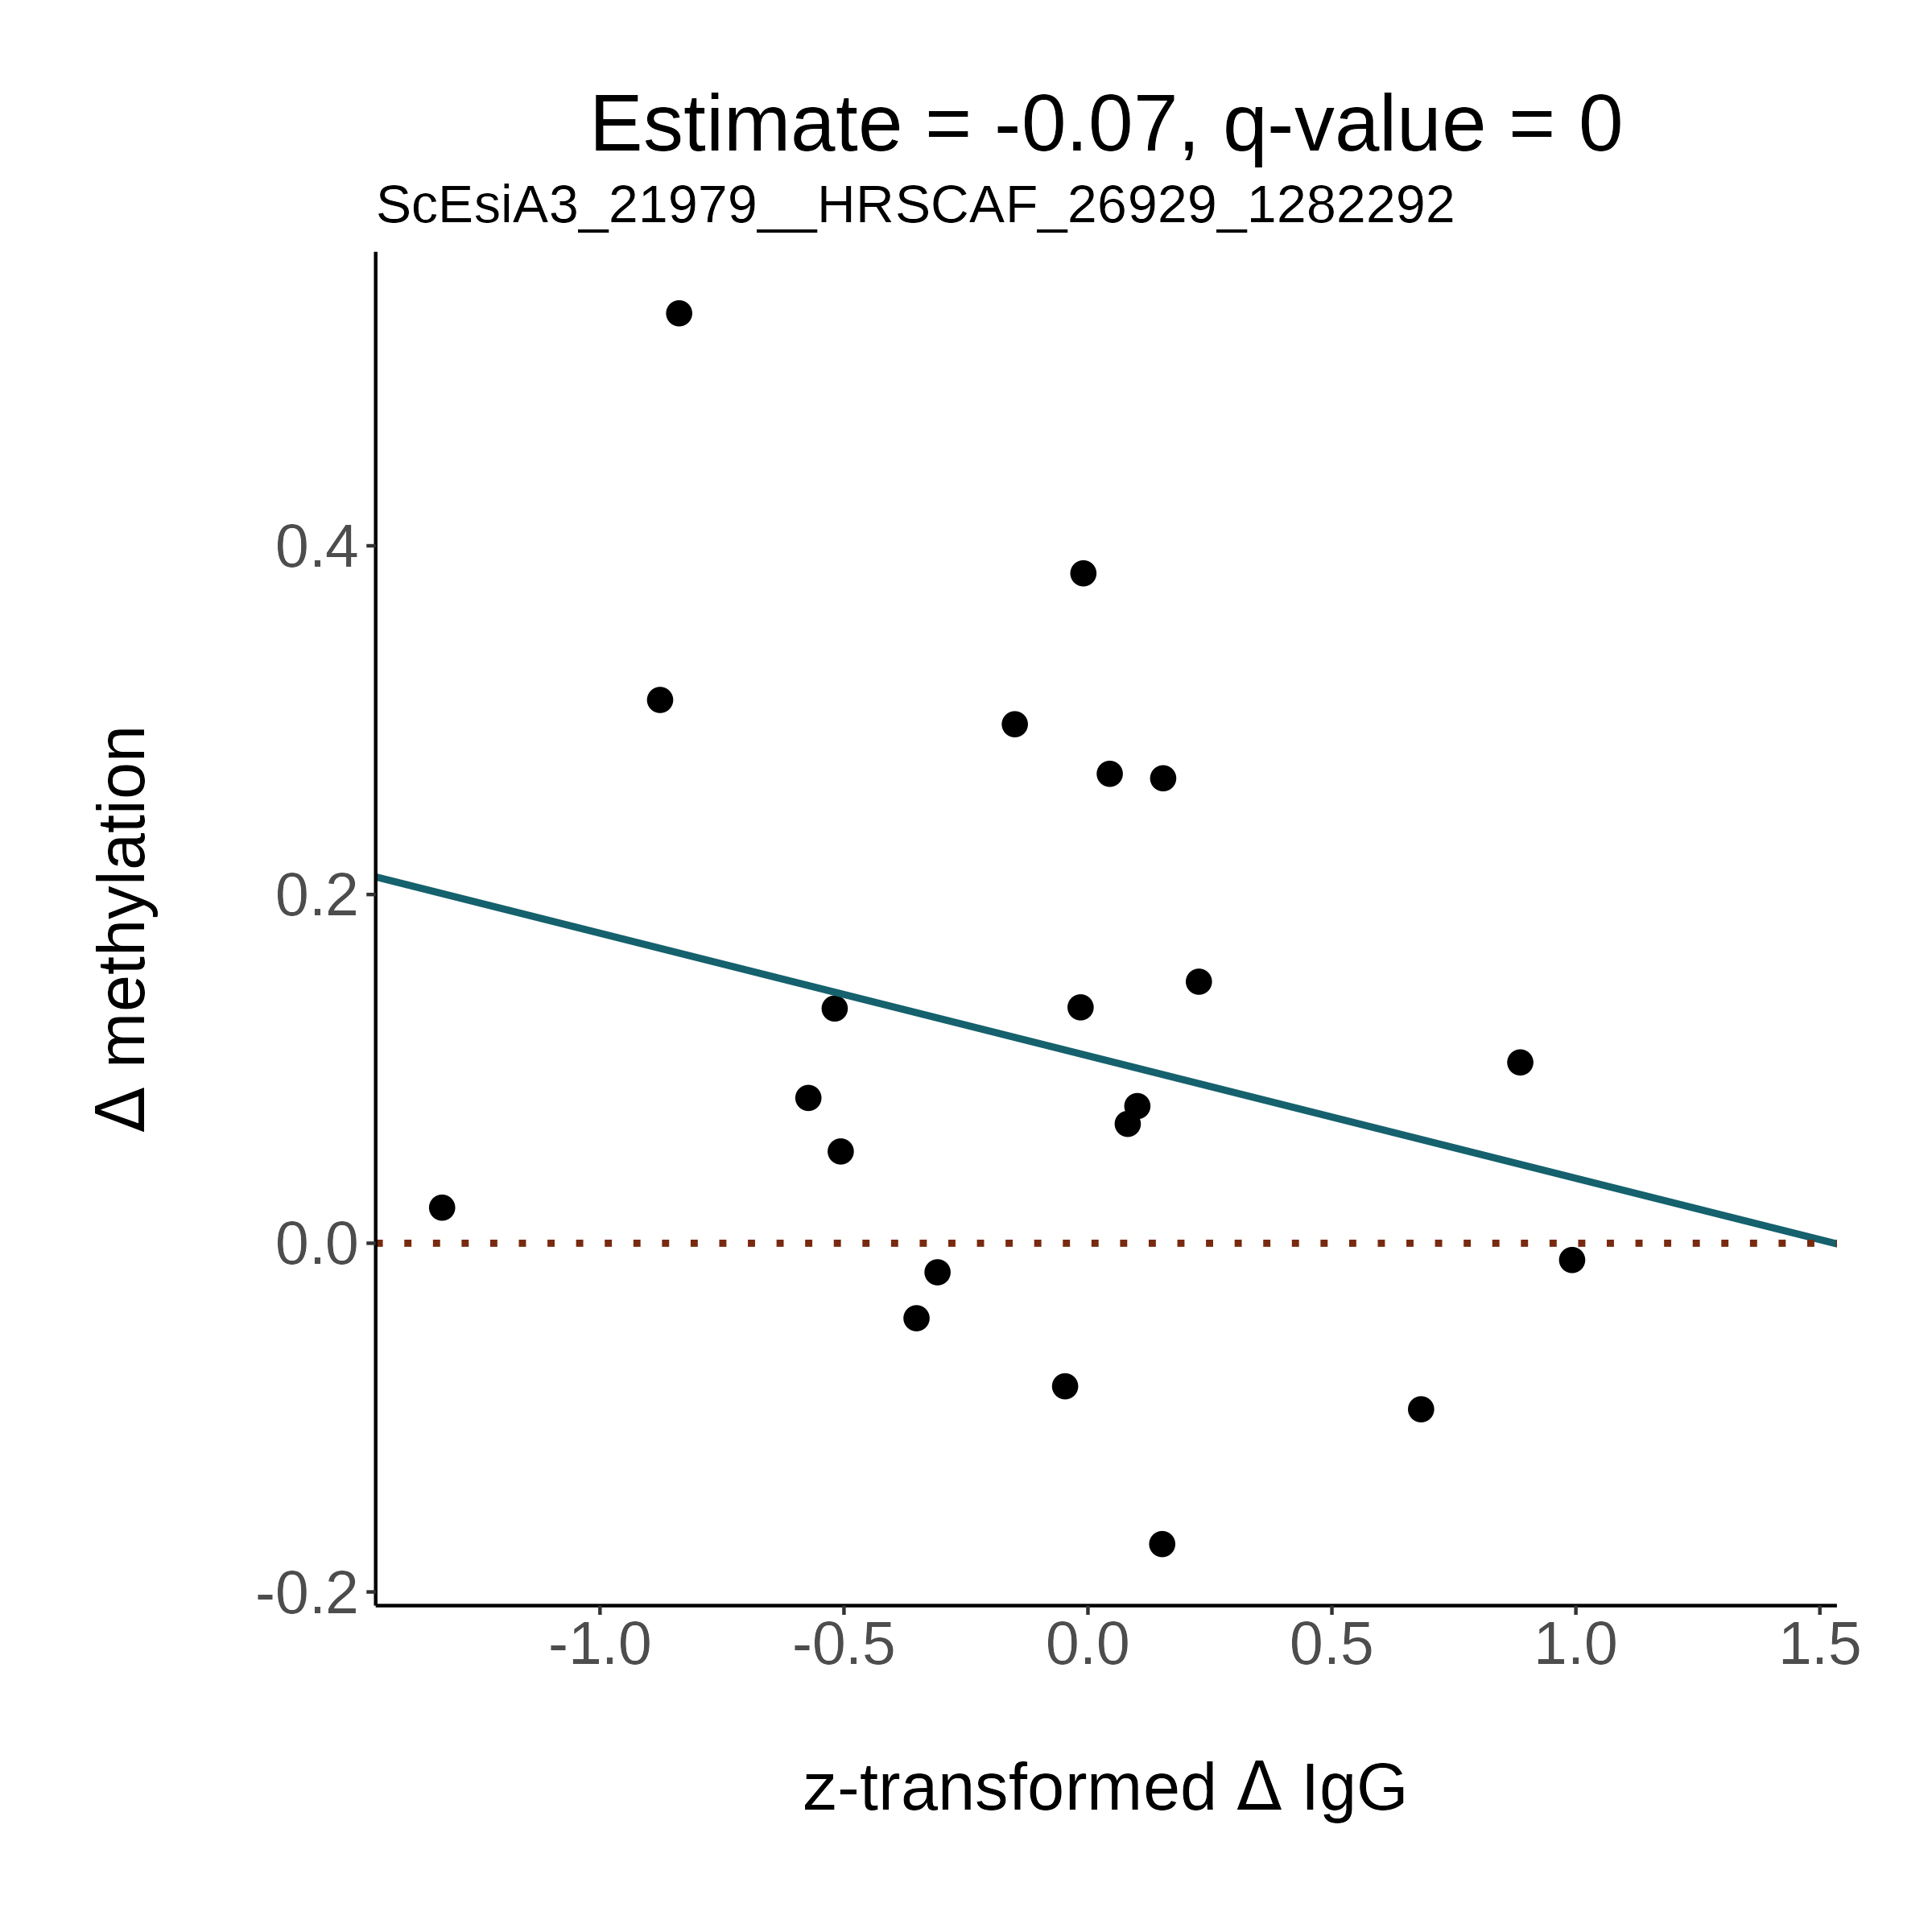 Estimate = -0.07, q-value = 0
ScEsiA3_21979__HRSCAF_26929_1282292
Δ methylation
0.4
0.2
0.0
-0.2
-1.0 -0.5 0.0 0.5 1.0 1.5
z-transformed Δ IgG